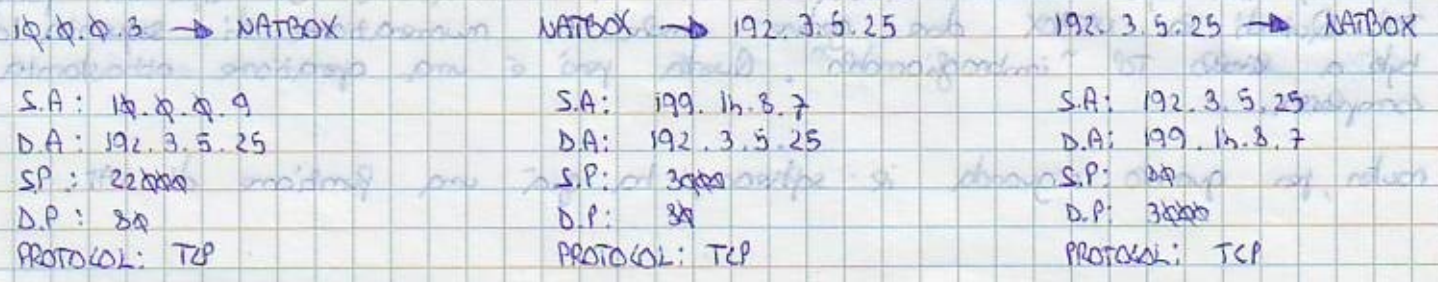 10.0.0.3 → NATBOX
S.A: 10.0.0.9
D.A: 192.3.5.25
SP: 22000
D.P: 80
PROTOCOL: TCP
NATBOX → 192.3.5.25
S.A: 199.14.8.7
D.A: 192.3.5.25
S.P: 3000
D.P: 80
PROTOCOL: TCP
192.3.5.25 → NATBOX
S.A: 192.3.5.25
D.A: 199.14.8.7
S.P: 80
D.P: 3000
PROTOCOL: TCP